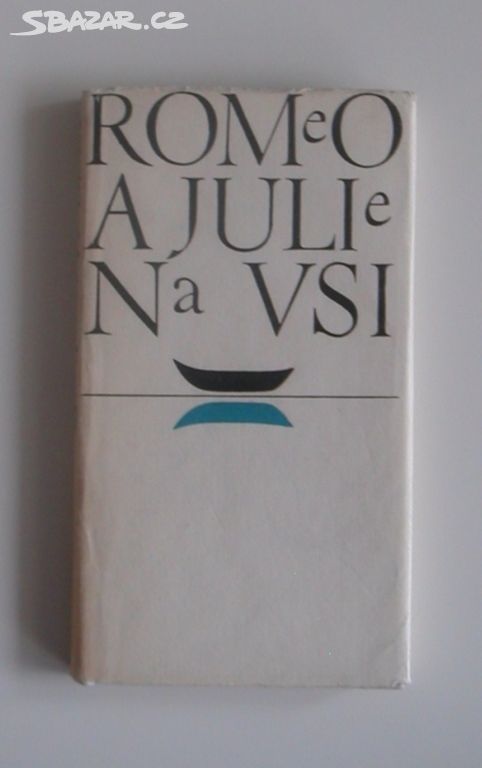 SBAZAR.CZ
ROMeO
A JULIe
Na VSI